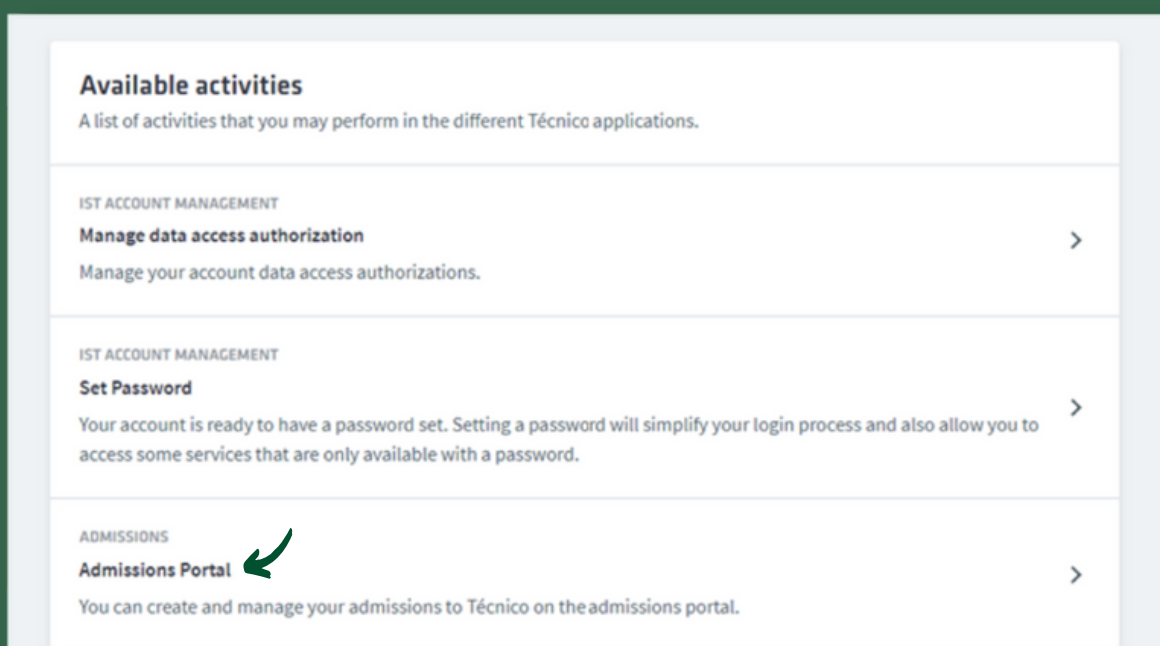 Available activities
A list of activities that you may perform in the different Técnico applications.
IST ACCOUNT MANAGEMENT
Manage data access authorization
Manage your account data access authorizations.
IST ACCOUNT MANAGEMENT
Set Password
Your account is ready to have a password set. Setting a password will simplify your login process and also allow you to
access some services that are only available with a password.
ADMISSIONS
Admissions Portal
You can create and manage your admissions to Técnico on the admissions portal.